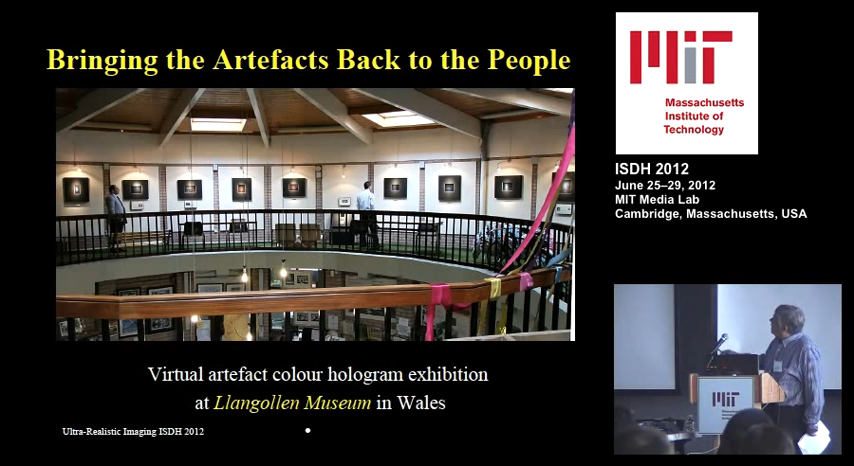 Bringing the Artefacts Back to the People
Virtual artefact colour hologram exhibition
at Llangollen Museum in Wales
Ultra-Realistic Imaging ISDH 2012
MIT
Massachusetts
Institute of
Technology
ISDH 2012
June 25–29, 2012
MIT Media Lab
Cambridge, Massachusetts, USA
MIT